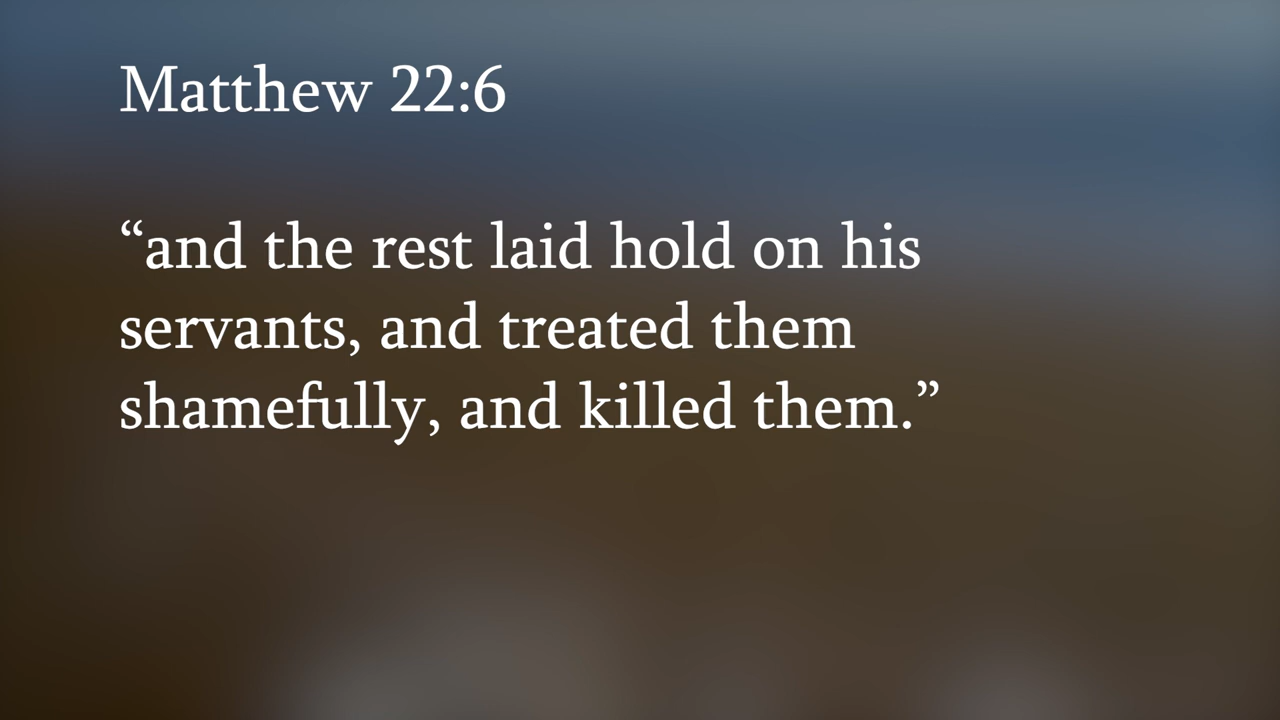 Matthew 22:6
“and the rest laid hold on his
servants, and treated them
shamefully, and killed them.”